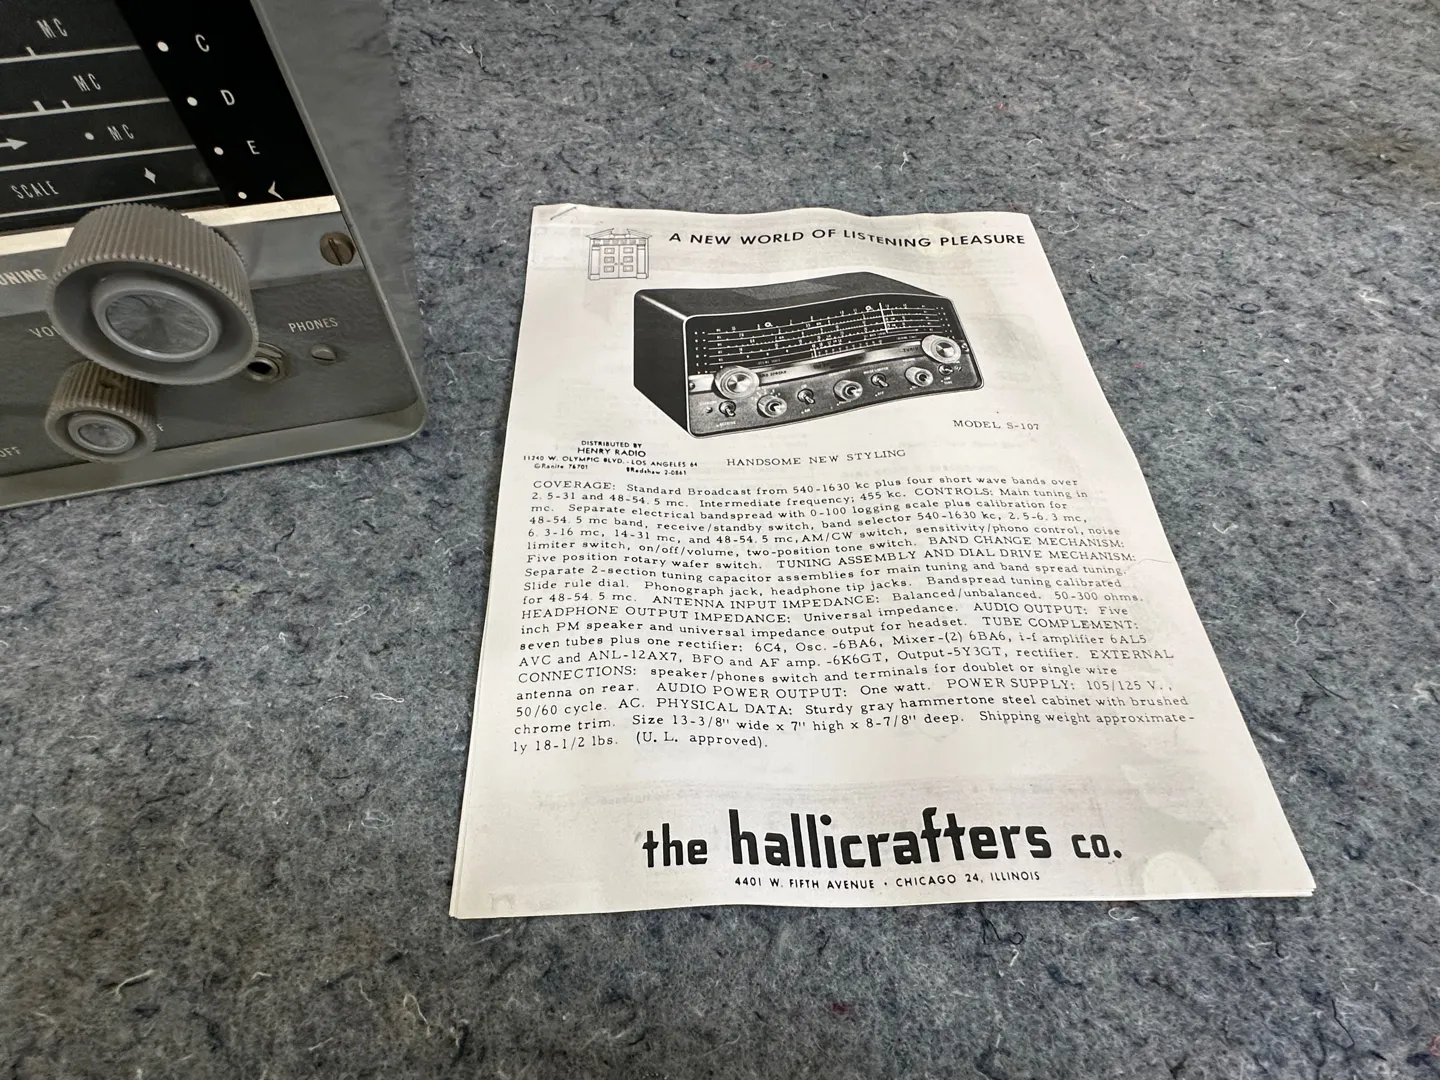 MC
C
MC
D
MC
E
SCALE
PHONES
A NEW WORLD OF LISTENING PLEASURE
MODEL S-107
DISTRIBUTED BY
HENRY RADIO
11240 W. OLYMPIC BLVD., LOS ANGELES 64
GRanite 76701 BRadshaw 2-0861
HANDSOME NEW STYLING
COVERAGE: Standard Broadcast from 540-1630 kc plus four short wave bands over
2.5-31 and 48-54.5 mc. Intermediate frequency; 455 kc. CONTROLS: Main tuning in
mc. Separate electrical bandspread with 0-100 logging scale plus calibration for
48-54.5 mc band, receive/standby switch, band selector 540-1630 kc, 2.5-6.3 mc,
6.3-16 mc, 14-31 mc, and 48-54.5 mc, AM/CW switch, sensitivity/phono control, noise
limiter switch, on/off/volume, two-position tone switch. BAND CHANGE MECHANISM:
Five position rotary wafer switch. TUNING ASSEMBLY AND DIAL DRIVE MECHANISM:
Separate 2-section tuning capacitor assemblies for main tuning and band spread tuning.
Slide rule dial. Phonograph jack, headphone tip jacks. Bandspread tuning calibrated
for 48-54.5 mc. ANTENNA INPUT IMPEDANCE: Balanced/unbalanced. 50-300 ohms.
HEADPHONE OUTPUT IMPEDANCE: Universal impedance. AUDIO OUTPUT: Five
inch PM speaker and universal impedance output for headset. TUBE COMPLEMENT:
seven tubes plus one rectifier: 6C4, Osc. -6BA6, Mixer-(2) 6BA6, i-f amplifier 6AL5
AVC and ANL-12AX7, BFO and AF amp. -6K6GT, Output-5Y3GT, rectifier. EXTERNAL
CONNECTIONS: speaker/phones switch and terminals for doublet or single wire
antenna on rear. AUDIO POWER OUTPUT: One watt. POWER SUPPLY: 105/125 V.,
50/60 cycle. AC. PHYSICAL DATA: Sturdy gray hammertone steel cabinet with brushed
chrome trim. Size 13-3/8" wide x 7" high x 8-7/8" deep. Shipping weight approximate-
ly 18-1/2 lbs. (U.L. approved).
the hallicrafters co.
4401 W. FIFTH AVENUE • CHICAGO 24, ILLINOIS